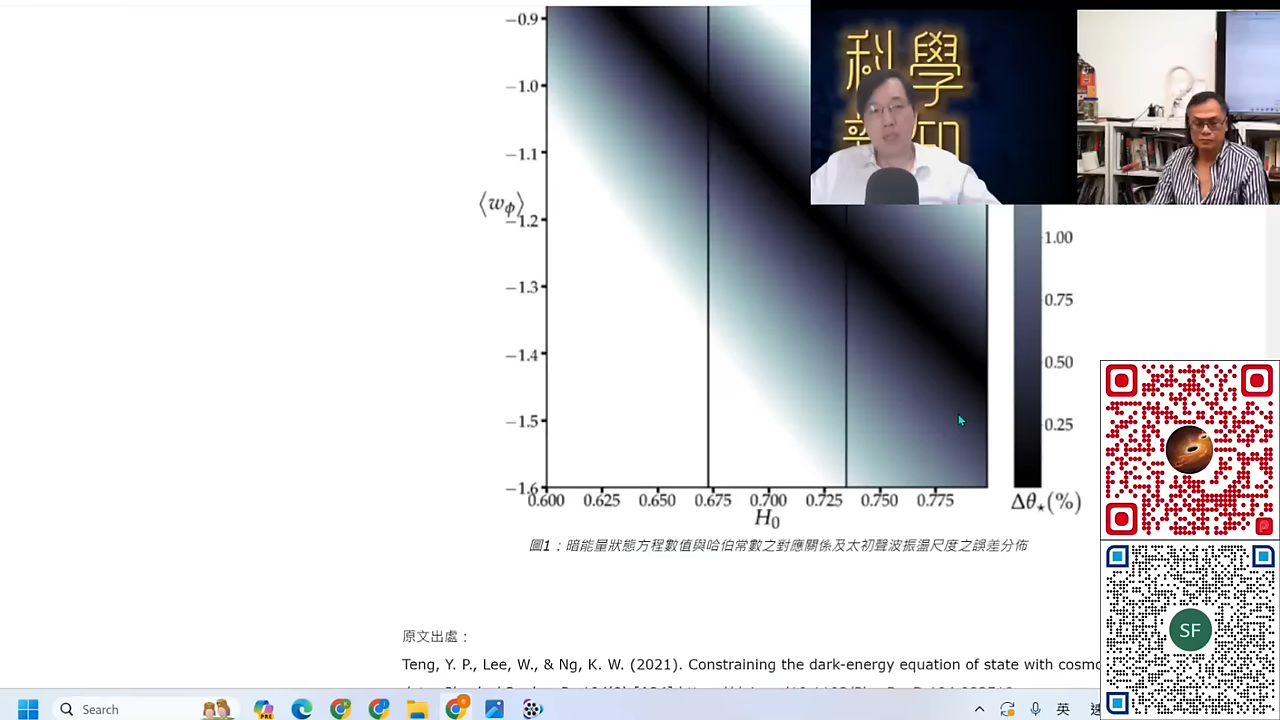 −0.9
−1.0
−1.1
⟨wϕ⟩
−1.2
−1.3
−1.4
−1.5
−1.6
0.600 0.625 0.650 0.675 0.700 0.725 0.750 0.775
H0
1.00
0.75
0.50
0.25
Δθ⋆(%)
科學
圖1：暗能量狀態方程數值與哈伯常數之對應關係及太初聲波振盪尺度之誤差分佈
原文出處：
Teng, Y. P., Lee, W., & Ng, K. W. (2021). Constraining the dark-energy equation of state with cosmo
SF
Search
英